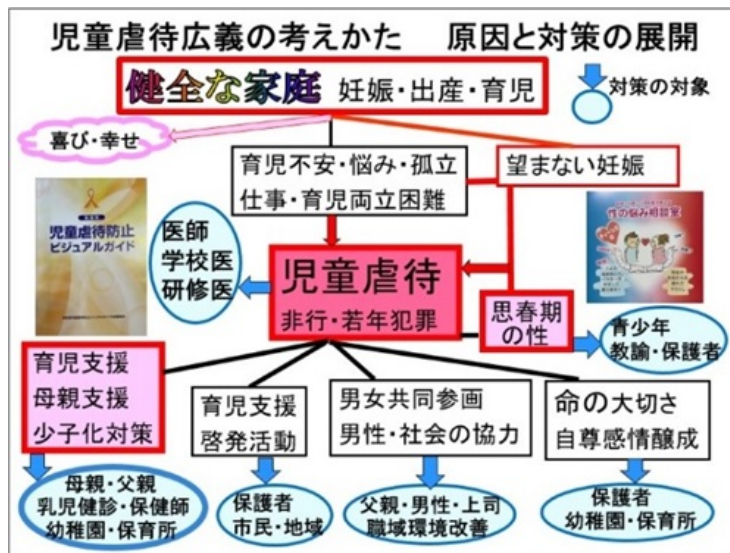 児童虐待広義の考えかた　原因と対策の展開
健全な家庭 妊娠・出産・育児
対策の対象
喜び・幸せ
育児不安・悩み・孤立
仕事・育児両立困難
望まない妊娠
児童虐待防止
ビジュアルガイド
医師
学校医
研修医
性の悩み相談室
児童虐待
非行・若年犯罪
思春期
の性
青少年
教諭・保護者
育児支援
母親支援
少子化対策
育児支援
啓発活動
男女共同参画
男性・社会の協力
命の大切さ
自尊感情醸成
母親・父親
乳児健診・保健師
幼稚園・保育所
保護者
市民・地域
父親・男性・上司
職域環境改善
保護者
幼稚園・保育所